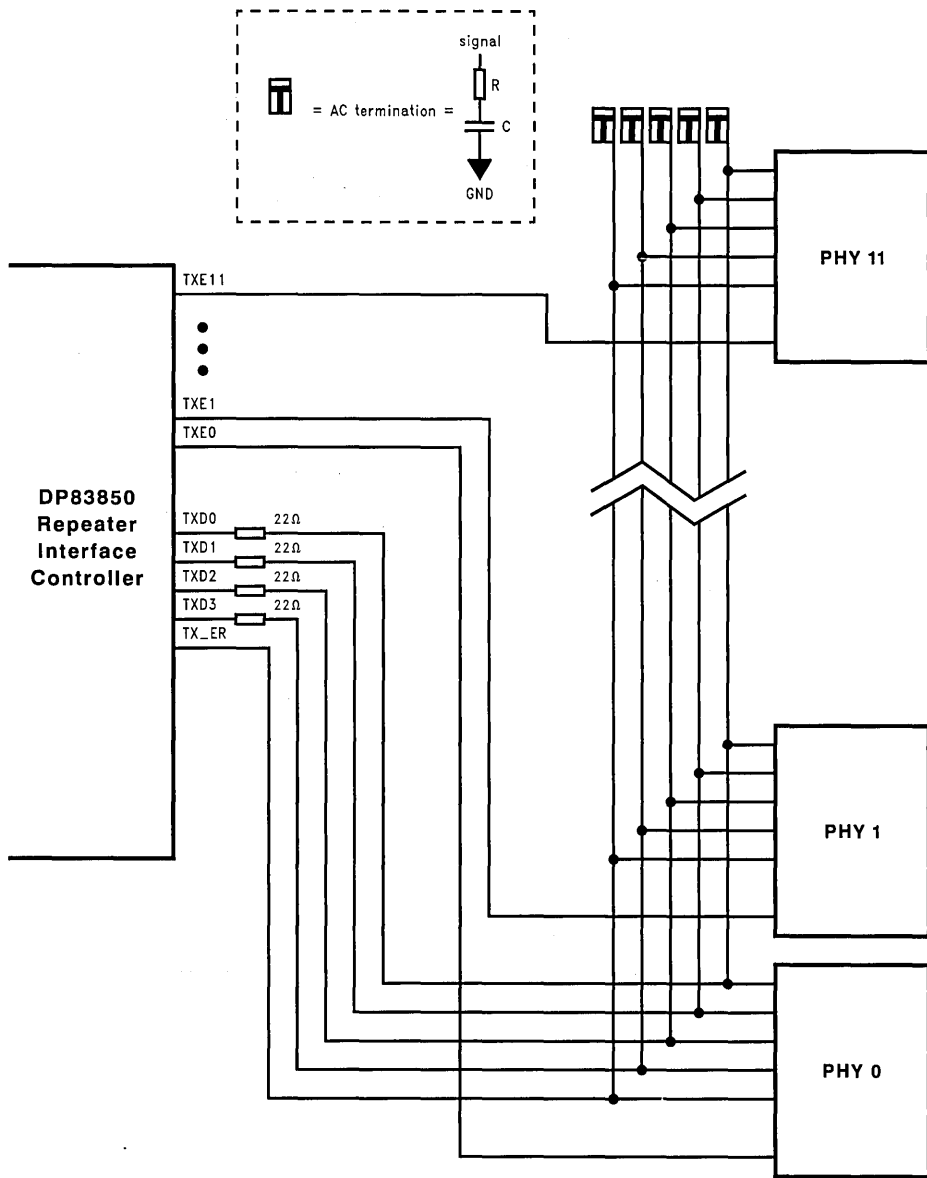 signal
R
= AC termination =
C
GND
PHY 11
TXE11
TXE1
TXE0
DP83850
Repeater
Interface
Controller
TXD0 22Ω
TXD1 22Ω
TXD2 22Ω
TXD3 22Ω
TX_ER
PHY 1
PHY 0